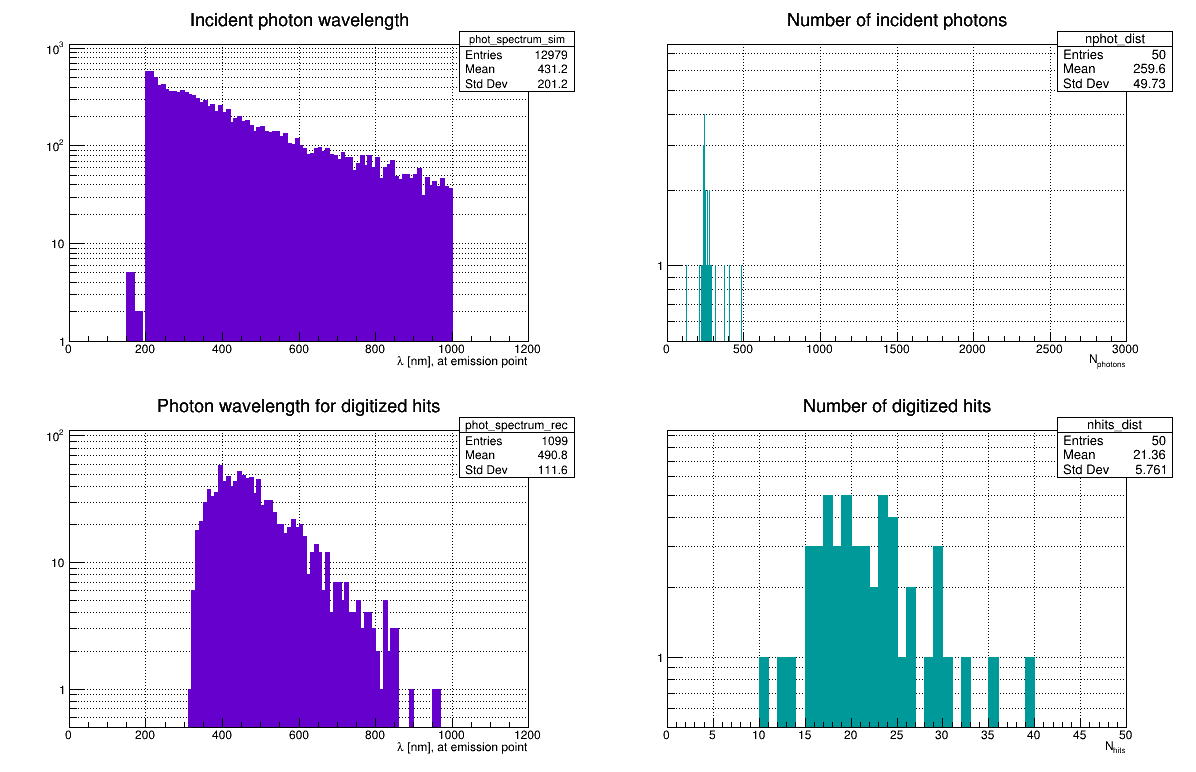 Incident photon wavelength
phot_spectrum_sim
Entries 12979
Mean 431.2
Std Dev 201.2
10³
10²
10
1
0 200 400 600 800 1000 1200
λ [nm], at emission point
Number of incident photons
nphot_dist
Entries 50
Mean 259.6
Std Dev 49.73
1
0 500 1000 1500 2000 2500 3000
Nphotons
Photon wavelength for digitized hits
phot_spectrum_rec
Entries 1099
Mean 490.8
Std Dev 111.6
10²
10
1
0 200 400 600 800 1000 1200
λ [nm], at emission point
Number of digitized hits
nhits_dist
Entries 50
Mean 21.36
Std Dev 5.761
1
0 5 10 15 20 25 30 35 40 45 50
Nhits